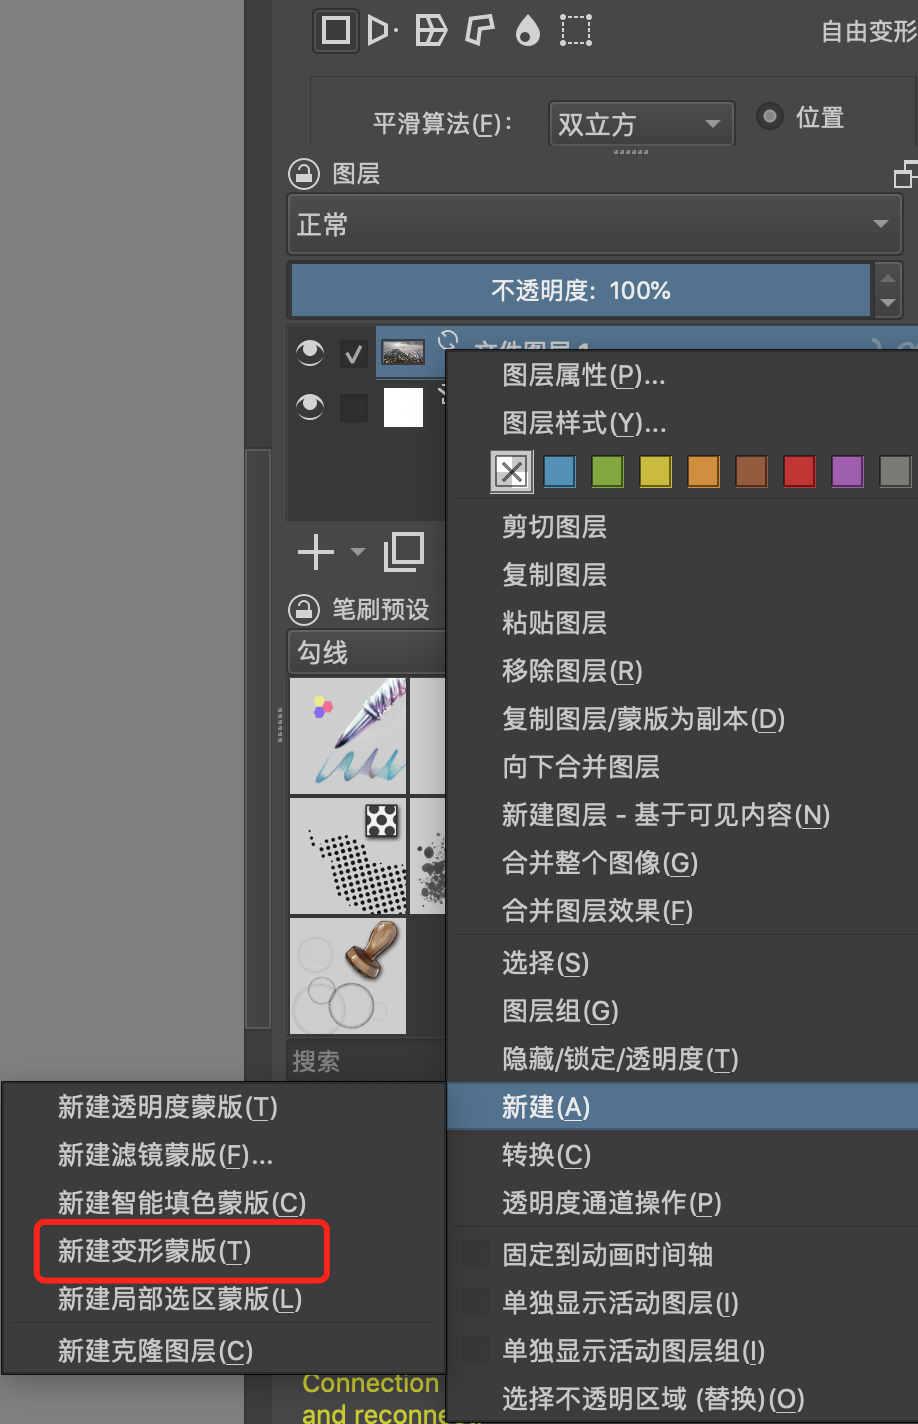 自由变形
平滑算法(F):
双立方
位置
图层
正常
不透明度: 100%
文件图层 1
图层属性(P)...
图层样式(Y)...
剪切图层
复制图层
粘贴图层
移除图层(R)
复制图层/蒙版为副本(D)
向下合并图层
新建图层 - 基于可见内容(N)
合并整个图像(G)
合并图层效果(F)
选择(S)
图层组(G)
隐藏/锁定/透明度(T)
新建(A)
转换(C)
透明度通道操作(P)
固定到动画时间轴
单独显示活动图层(I)
单独显示活动图层组(I)
选择不透明区域 (替换)(O)
笔刷预设
勾线
搜索
新建透明度蒙版(T)
新建滤镜蒙版(F)...
新建智能填色蒙版(C)
新建变形蒙版(T)
新建局部选区蒙版(L)
新建克隆图层(C)
Connection
and reconne